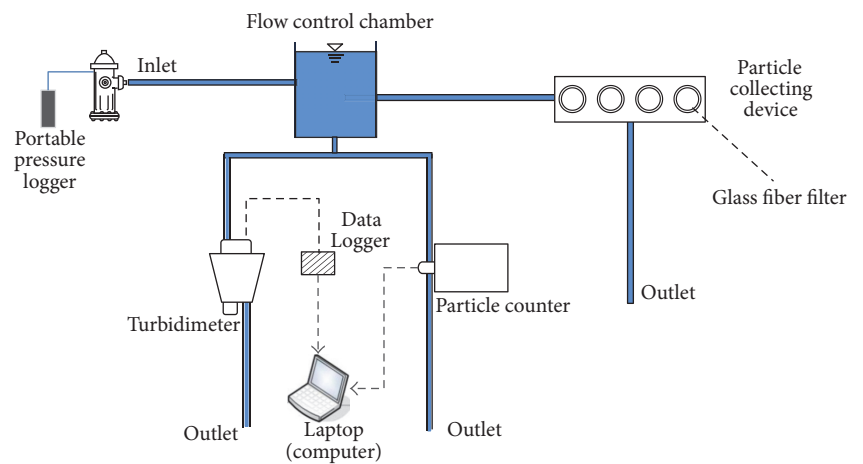 Flow control chamber
Inlet
Particle
collecting
device
Portable
pressure
logger
Glass fiber filter
Data
Logger
Outlet
Particle counter
Turbidimeter
Outlet
Laptop
(computer)
Outlet